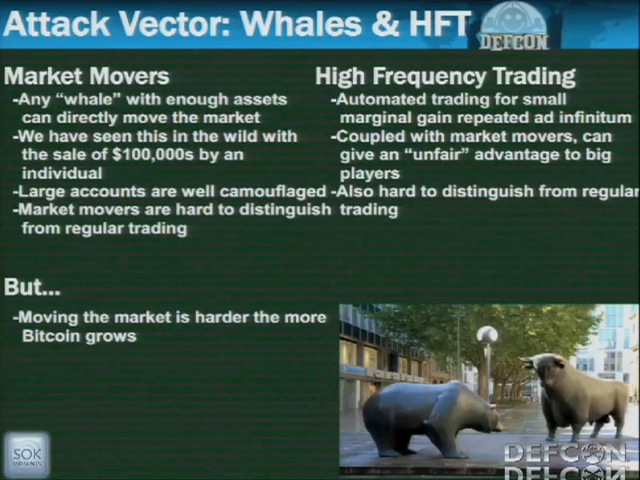 Attack Vector: Whales & HFT
DEFCON
Market Movers
-Any “whale” with enough assets
can directly move the market
-We have seen this in the wild with
the sale of $100,000s by an
individual
-Large accounts are well camouflaged
-Market movers are hard to distinguish
from regular trading
High Frequency Trading
-Automated trading for small
marginal gain repeated ad infinitum
-Coupled with market movers, can
give an “unfair” advantage to big
players
-Also hard to distinguish from regular
trading
But...
-Moving the market is harder the more
Bitcoin grows
SOK
DEFCON
DEFCON